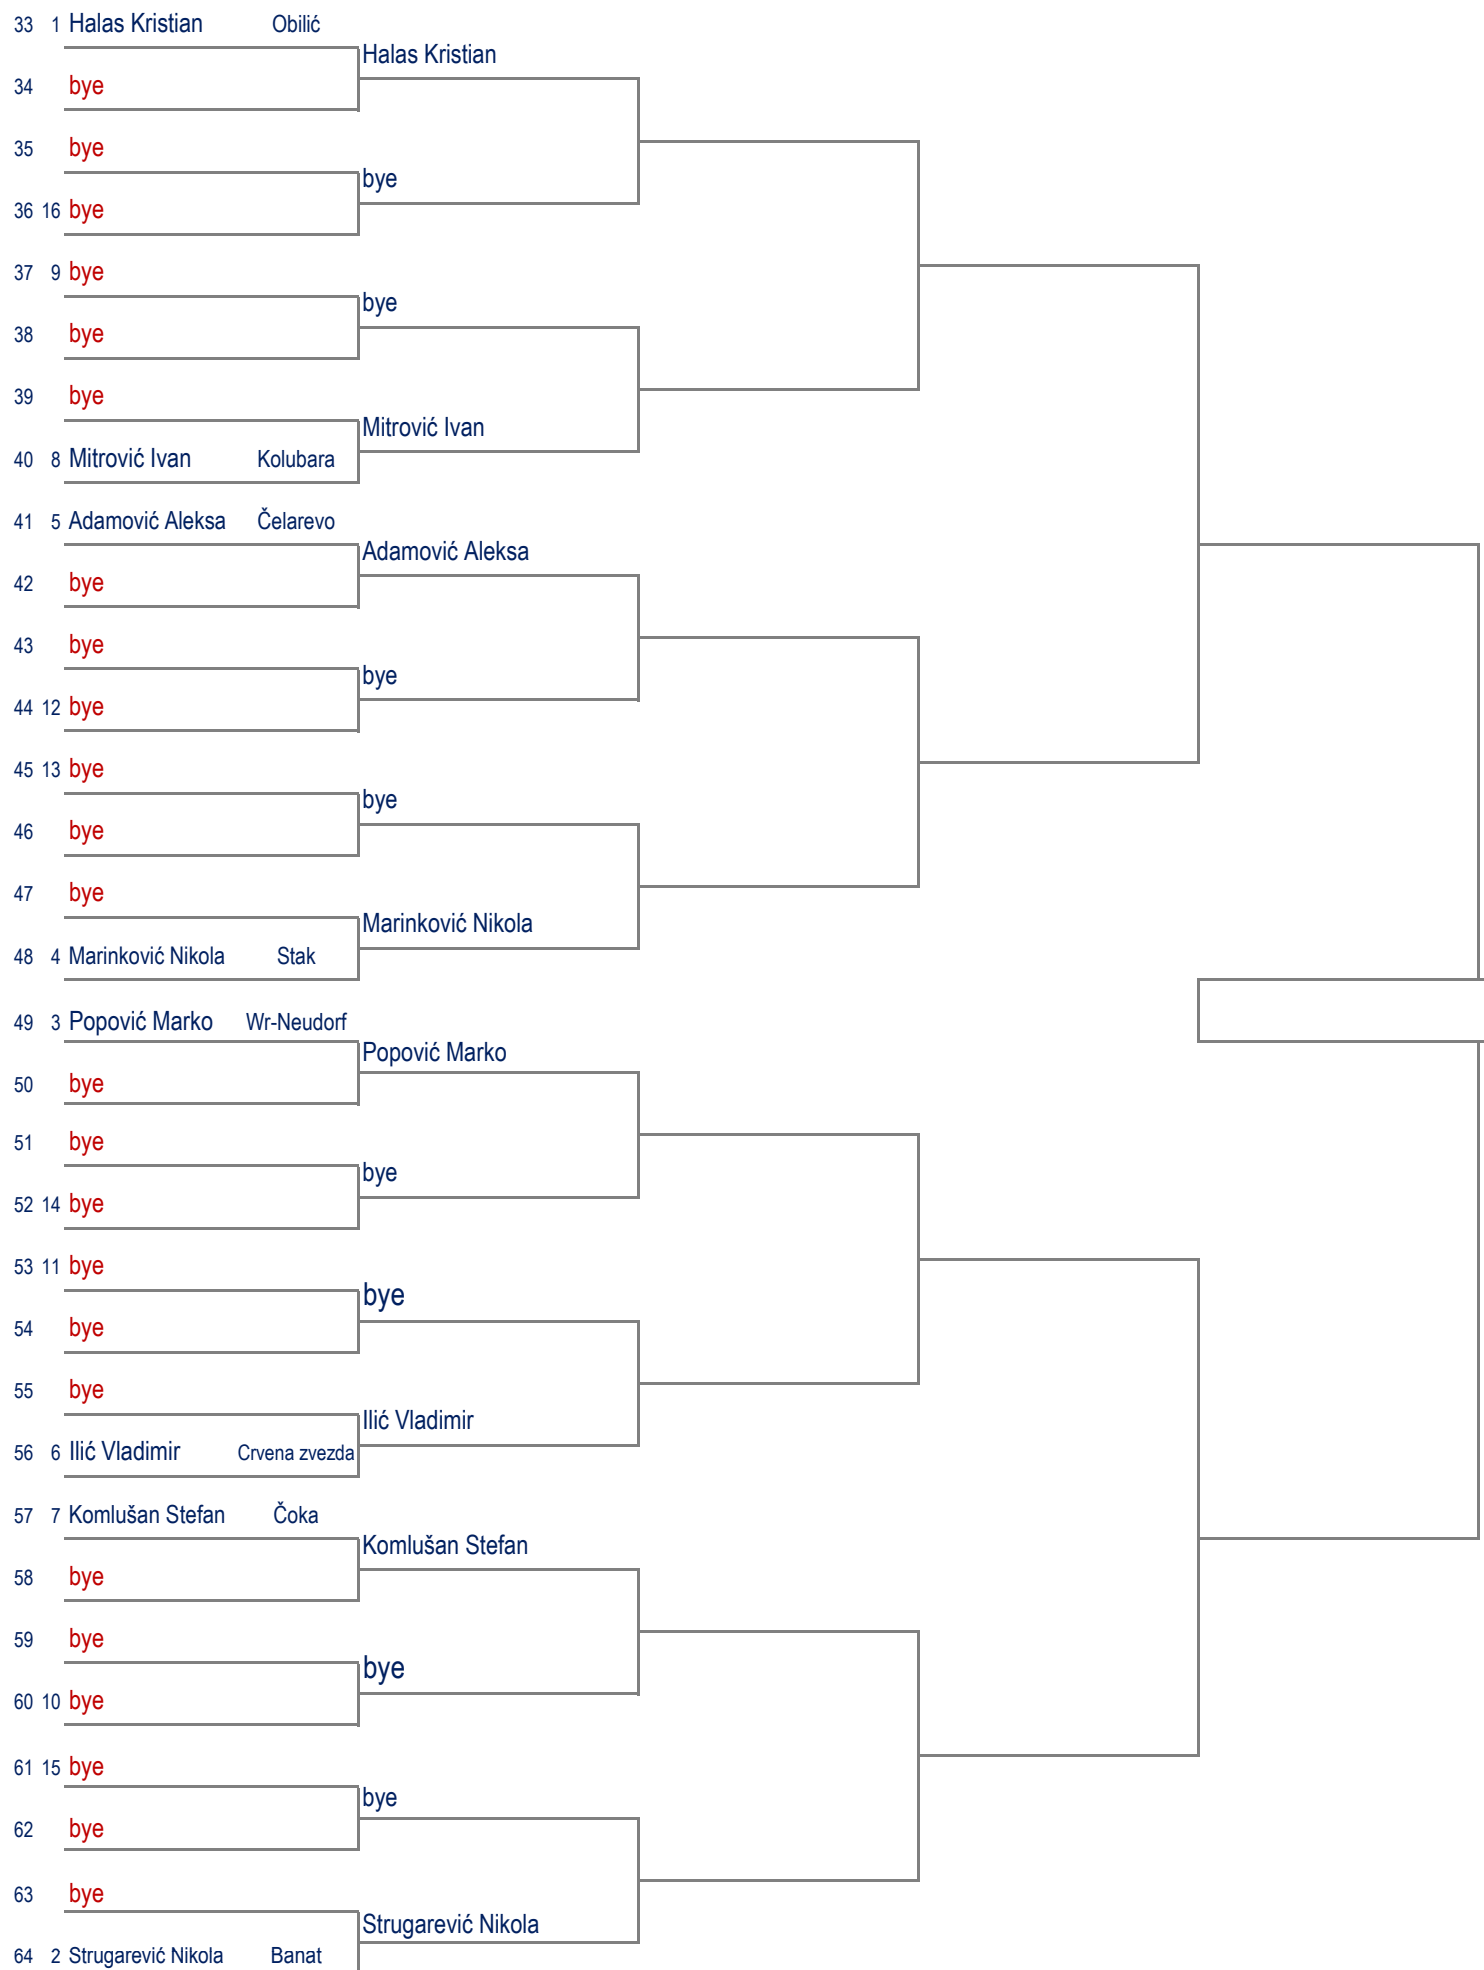 33 1 Halas Kristian Obilić
Halas Kristian
34 bye
35 bye
bye
36 16 bye
37 9 bye
bye
38 bye
39 bye
Mitrović Ivan
40 8 Mitrović Ivan Kolubara
41 5 Adamović Aleksa Čelarevo
Adamović Aleksa
42 bye
43 bye
bye
44 12 bye
45 13 bye
bye
46 bye
47 bye
Marinković Nikola
48 4 Marinković Nikola Stak
49 3 Popović Marko Wr-Neudorf
Popović Marko
50 bye
51 bye
bye
52 14 bye
53 11 bye
bye
54 bye
55 bye
Ilić Vladimir
56 6 Ilić Vladimir Crvena zvezda
57 7 Komlušan Stefan Čoka
Komlušan Stefan
58 bye
59 bye
bye
60 10 bye
61 15 bye
bye
62 bye
63 bye
Strugarević Nikola
64 2 Strugarević Nikola Banat